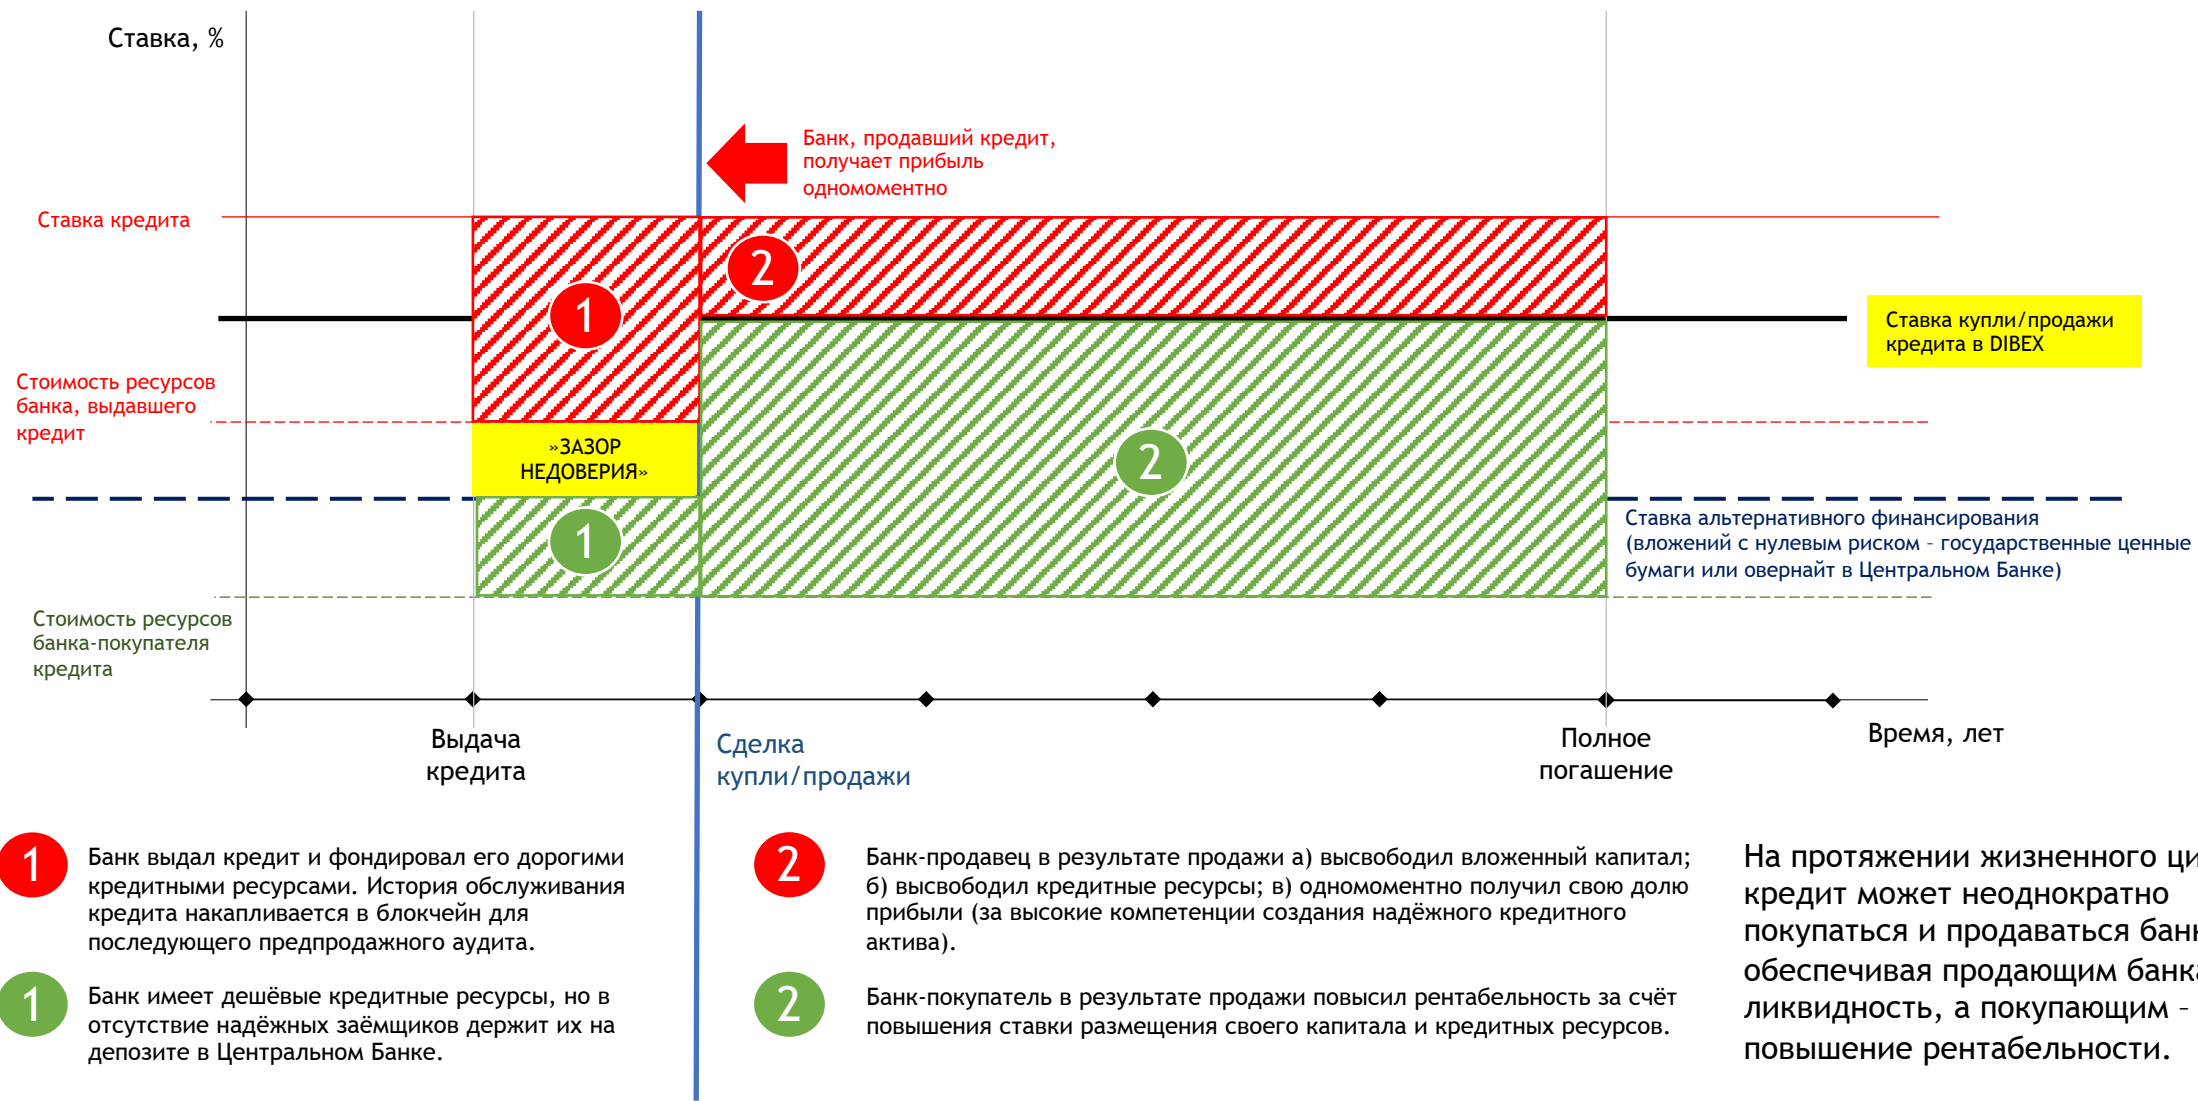 Ставка, %
Банк, продавший кредит,
получает прибыль
одномоментно
Ставка кредита
2
1
Ставка купли/продажи
кредита в DIBEX
Стоимость ресурсов
банка, выдавшего
кредит
»ЗАЗОР
НЕДОВЕРИЯ»
2
1
Ставка альтернативного финансирования
(вложений с нулевым риском – государственные ценные
бумаги или овернайт в Центральном Банке)
Стоимость ресурсов
банка-покупателя
кредита
Выдача
кредита
Сделка
купли/продажи
Полное
погашение
Время, лет
1
Банк выдал кредит и фондировал его дорогими
кредитными ресурсами. История обслуживания
кредита накапливается в блокчейн для
последующего предпродажного аудита.
1
Банк имеет дешёвые кредитные ресурсы, но в
отсутствие надёжных заёмщиков держит их на
депозите в Центральном Банке.
2
Банк-продавец в результате продажи а) высвободил вложенный капитал;
б) высвободил кредитные ресурсы; в) одномоментно получил свою долю
прибыли (за высокие компетенции создания надёжного кредитного
актива).
2
Банк-покупатель в результате продажи повысил рентабельность за счёт
повышения ставки размещения своего капитала и кредитных ресурсов.
На протяжении жизненного
кредит может неоднократно
покупаться и продаваться
обеспечивая продающим
ликвидность, а покупающим –
повышение рентабельности.